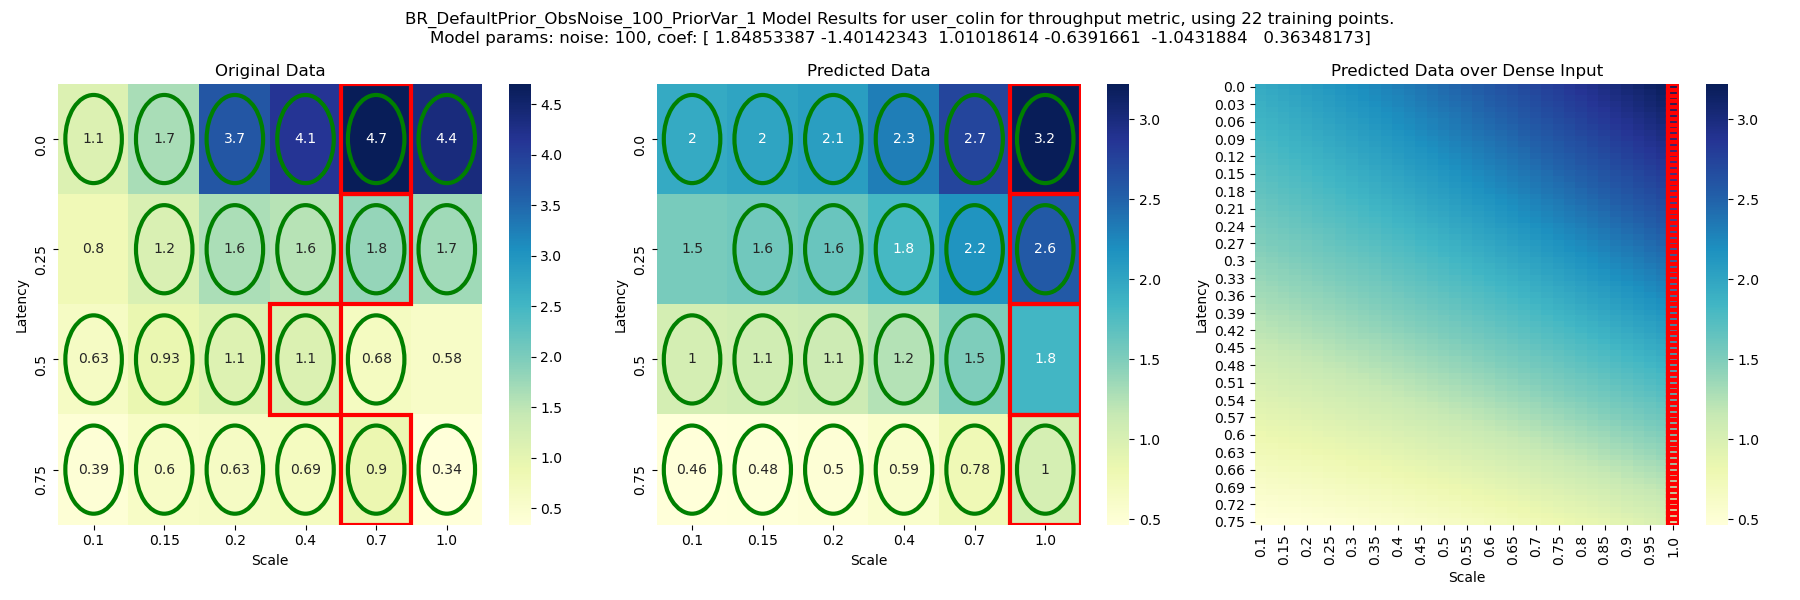 BR_DefaultPrior_ObsNoise_100_PriorVar_1 Model Results for user_colin for throughput metric, using 22 training points.
Model params: noise: 100, coef: [ 1.84853387 -1.40142343  1.01018614 -0.6391661  -1.0431884   0.36348173]
Original Data
Latency
0.0
1.1 1.7 3.7 4.1 4.7 4.4
0.25
0.8 1.2 1.6 1.6 1.8 1.7
0.5
0.63 0.93 1.1 1.1 0.68 0.58
0.75
0.39 0.6 0.63 0.69 0.9 0.34
0.1 0.15 0.2 0.4 0.7 1.0
Scale
4.5
4.0
3.5
3.0
2.5
2.0
1.5
1.0
0.5
Predicted Data
Latency
0.0
2 2 2.1 2.3 2.7 3.2
0.25
1.5 1.6 1.6 1.8 2.2 2.6
0.5
1 1.1 1.1 1.2 1.5 1.8
0.75
0.46 0.48 0.5 0.59 0.78 1
0.1 0.15 0.2 0.4 0.7 1.0
Scale
3.0
2.5
2.0
1.5
1.0
0.5
Predicted Data over Dense Input
Latency
0.0
0.03
0.06
0.09
0.12
0.15
0.18
0.21
0.24
0.27
0.3
0.33
0.36
0.39
0.42
0.45
0.48
0.51
0.54
0.57
0.6
0.63
0.66
0.69
0.72
0.75
0.1 0.15 0.2 0.25 0.3 0.35 0.4 0.45 0.5 0.55 0.6 0.65 0.7 0.75 0.8 0.85 0.9 0.95 1.0
Scale
3.0
2.5
2.0
1.5
1.0
0.5